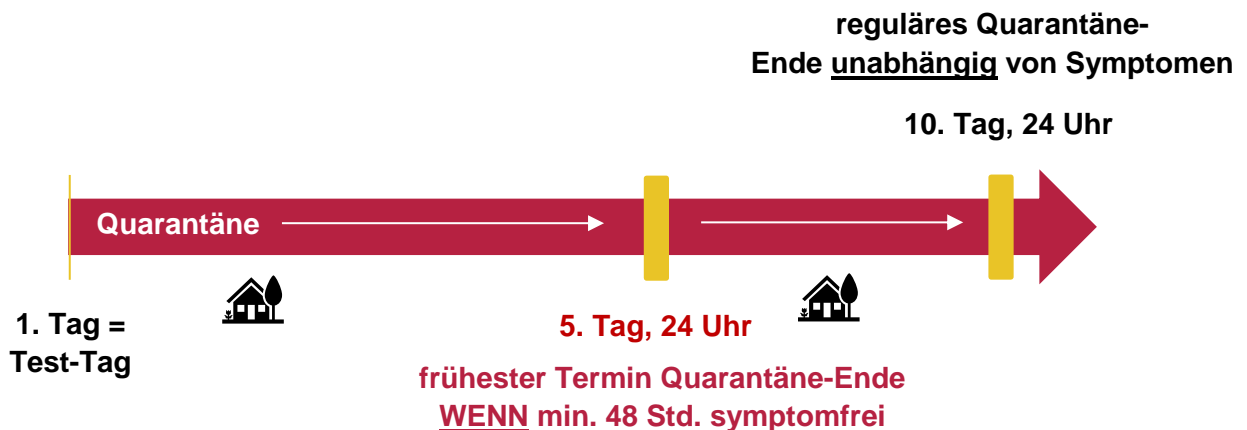 reguläres Quarantäne-
Ende unabhängig von Symptomen
10. Tag, 24 Uhr
Quarantäne
1. Tag =
Test-Tag
5. Tag, 24 Uhr
frühester Termin Quarantäne-Ende
WENN min. 48 Std. symptomfrei